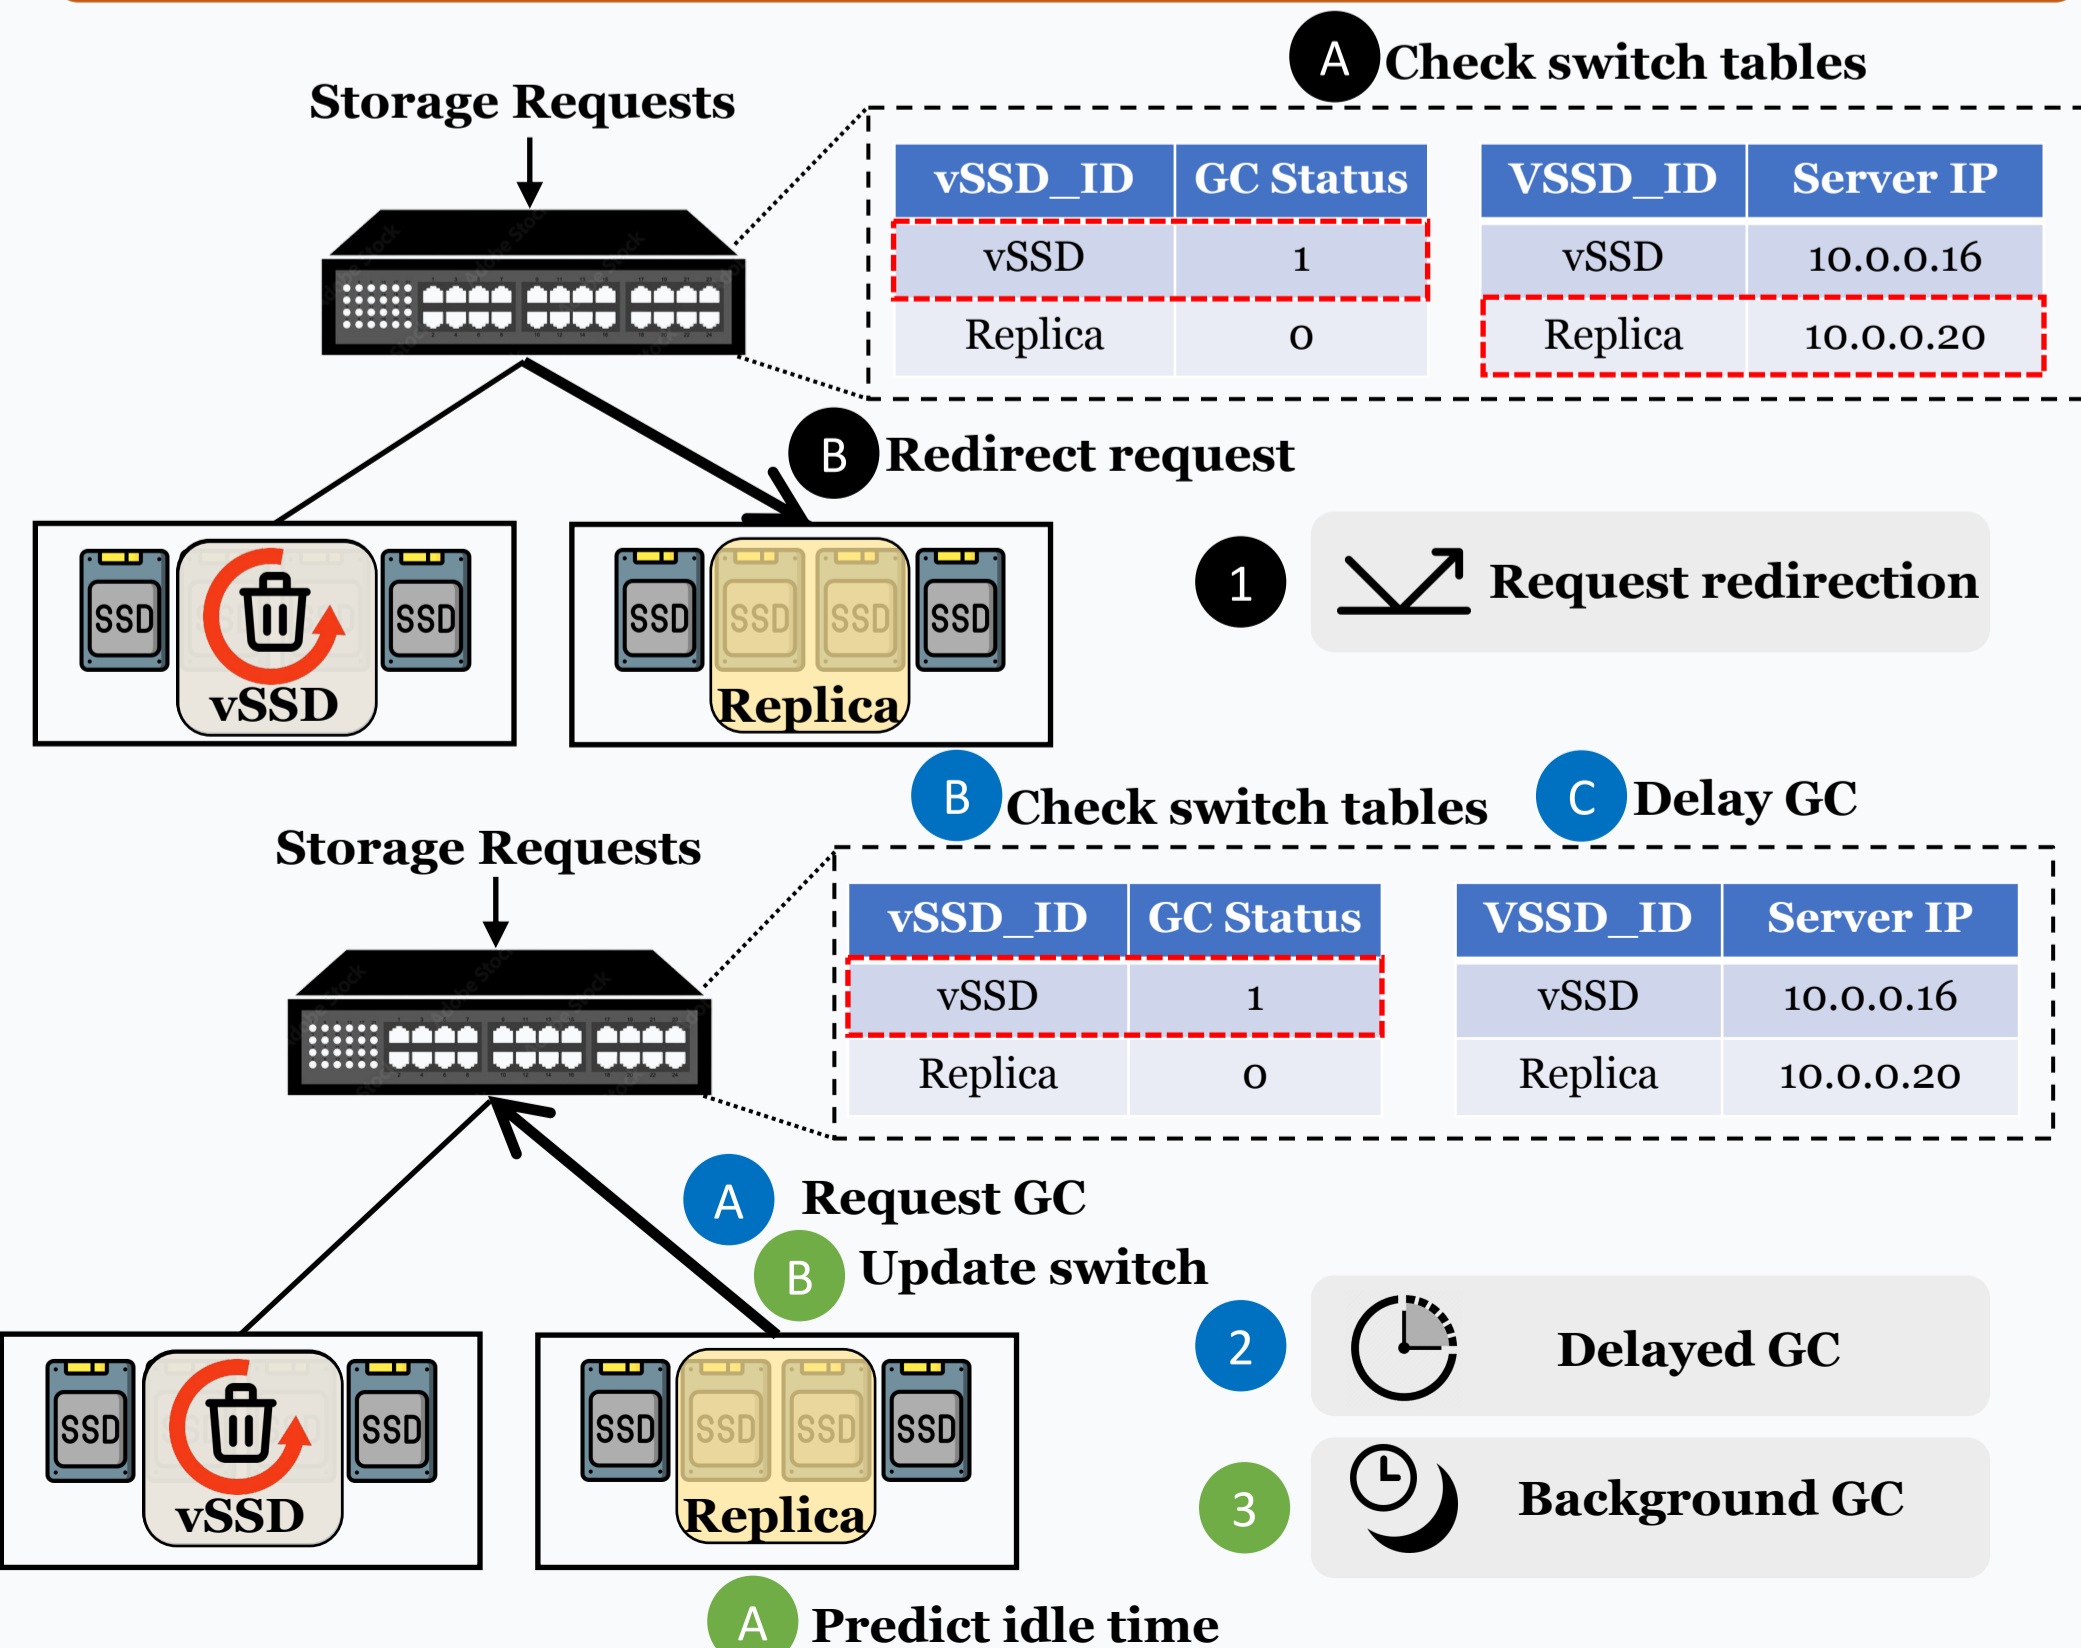 A Check switch tables
Storage Requests
vSSD_ID GC Status
vSSD 1
Replica 0
VSSD_ID Server IP
vSSD 10.0.0.16
Replica 10.0.0.20
B Redirect request
SSD SSD
vSSD
SSD SSD SSD SSD
Replica
1 Request redirection
B Check switch tables
C Delay GC
Storage Requests
vSSD_ID GC Status
vSSD 1
Replica 0
VSSD_ID Server IP
vSSD 10.0.0.16
Replica 10.0.0.20
A Request GC
B Update switch
SSD SSD
vSSD
SSD SSD SSD SSD
Replica
2 Delayed GC
3 Background GC
A Predict idle time